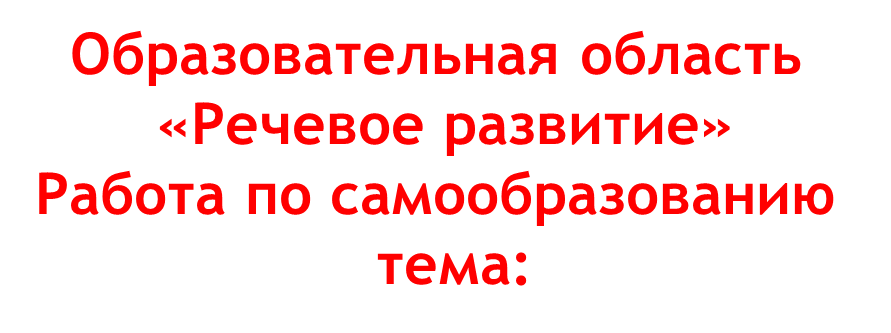 Образовательная область
«Речевое развитие»
Работа по самообразованию
тема: